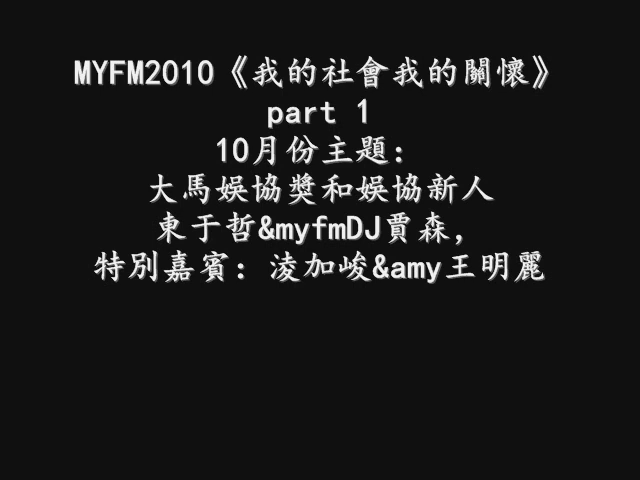 MYFM2010《我的社會我的關懷》
part 1
10月份主題：
大馬娛協獎和娛協新人
東于哲&myfmDJ賈森，
特別嘉賓：凌加峻&amy王明麗